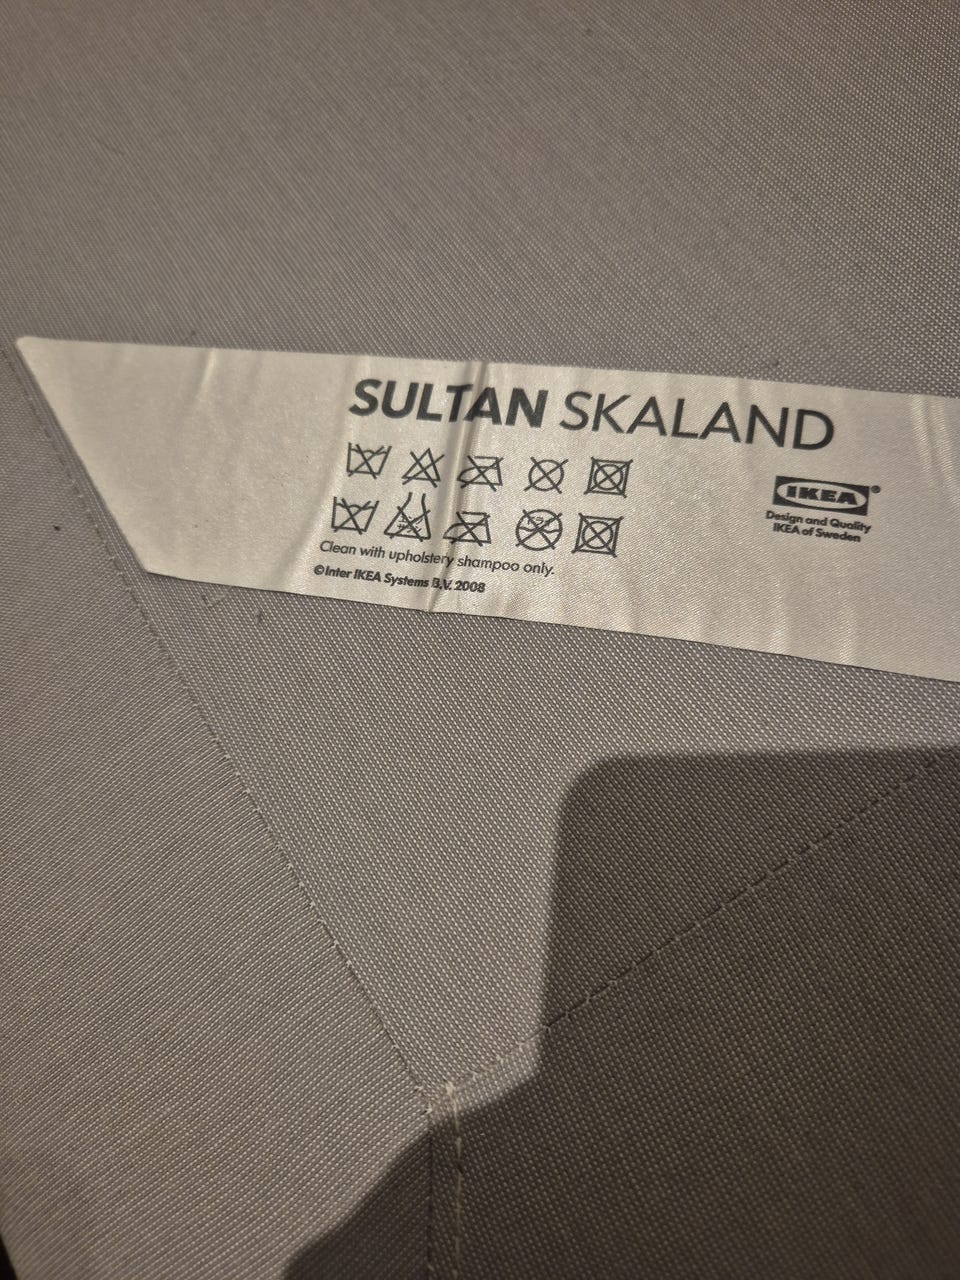 SULTAN SKALAND
IKEA®
Design and Quality
IKEA of Sweden
Clean with upholstery shampoo only.
©Inter IKEA Systems B.V. 2008